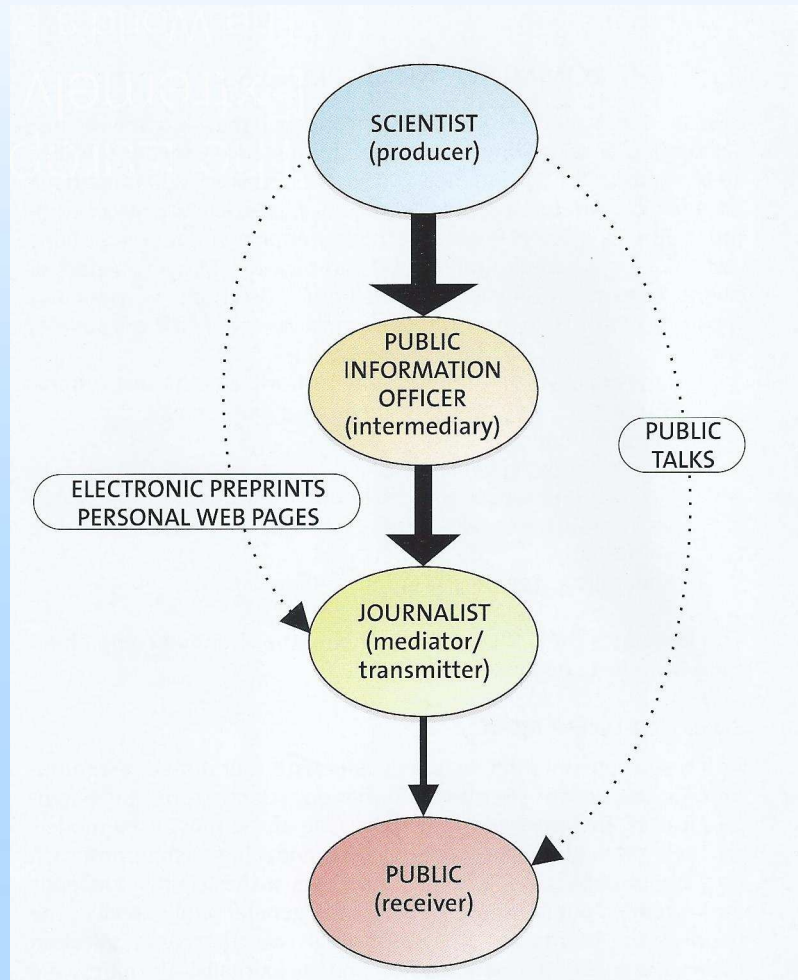 SCIENTIST
(producer)
PUBLIC
INFORMATION
OFFICER
(intermediary)
PUBLIC
TALKS
ELECTRONIC PREPRINTS
PERSONAL WEB PAGES
JOURNALIST
(mediator/
transmitter)
PUBLIC
(receiver)